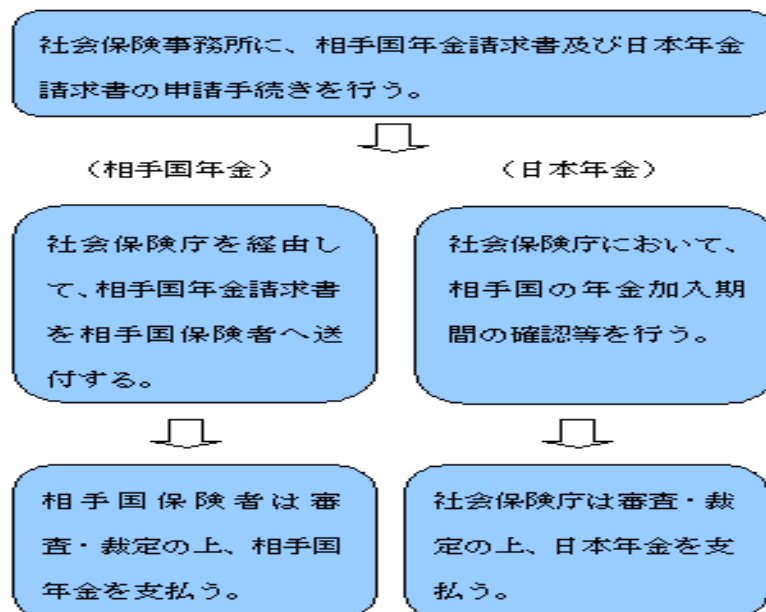 社会保険事務所に、相手国年金請求書及び日本年金
請求書の申請手続きを行う。
（相手国年金）
（日本年金）
社会保険庁を経由し
て、相手国年金請求書
を相手国保険者へ送
付する。
社会保険庁において、
相手国の年金加入期
間の確認等を行う。
相手国保険者は審
査・裁定の上、相手国
年金を支払う。
社会保険庁は審査・裁
定の上、日本年金を支
払う。